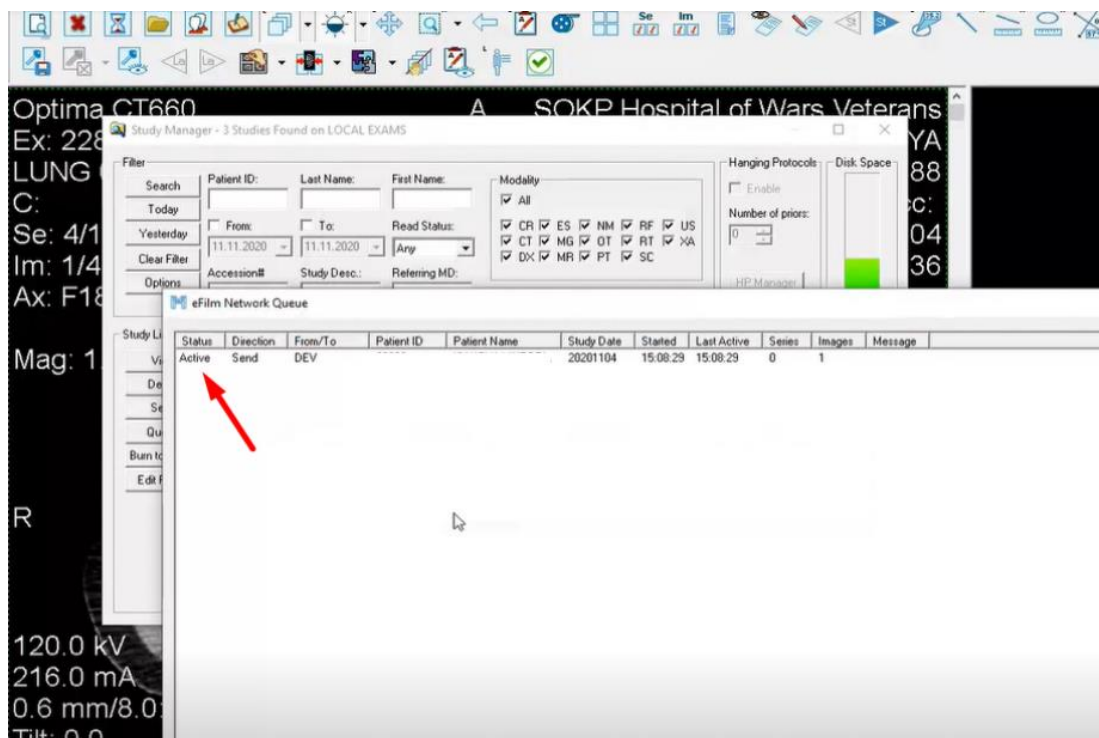 Se Im
Optima CT660 A SOKP Hospital of Wars Veterans
Ex: 228 YA
LUNG 88
C: cc:
Se: 4/1 04
Im: 1/4 36
Ax: F18
Mag: 1
R
120.0 kV
216.0 mA
0.6 mm/8.0
Tilt: 0.0
Study Manager - 3 Studies Found on LOCAL EXAMS
Filter
Search
Today
Yesterday
Clear Filter
Options
Patient ID: Last Name: First Name:
From: To: Read Status:
11.11.2020 11.11.2020 Any
Accession# Study Desc.: Referring MD:
Modality
All
CR ES NM RF US
CT MG OT RT XA
DX MR PT SC
Hanging Protocols
Enable
Number of priors:
0
HP Manager
Disk Space
Study Li
Vi
De
Se
Qu
Burn to
Edit F
eFilm Network Queue
Status Direction From/To Patient ID Patient Name Study Date Started Last Active Series Images Message
Active Send DEV 20201104 15:08:29 15:08:29 0 1